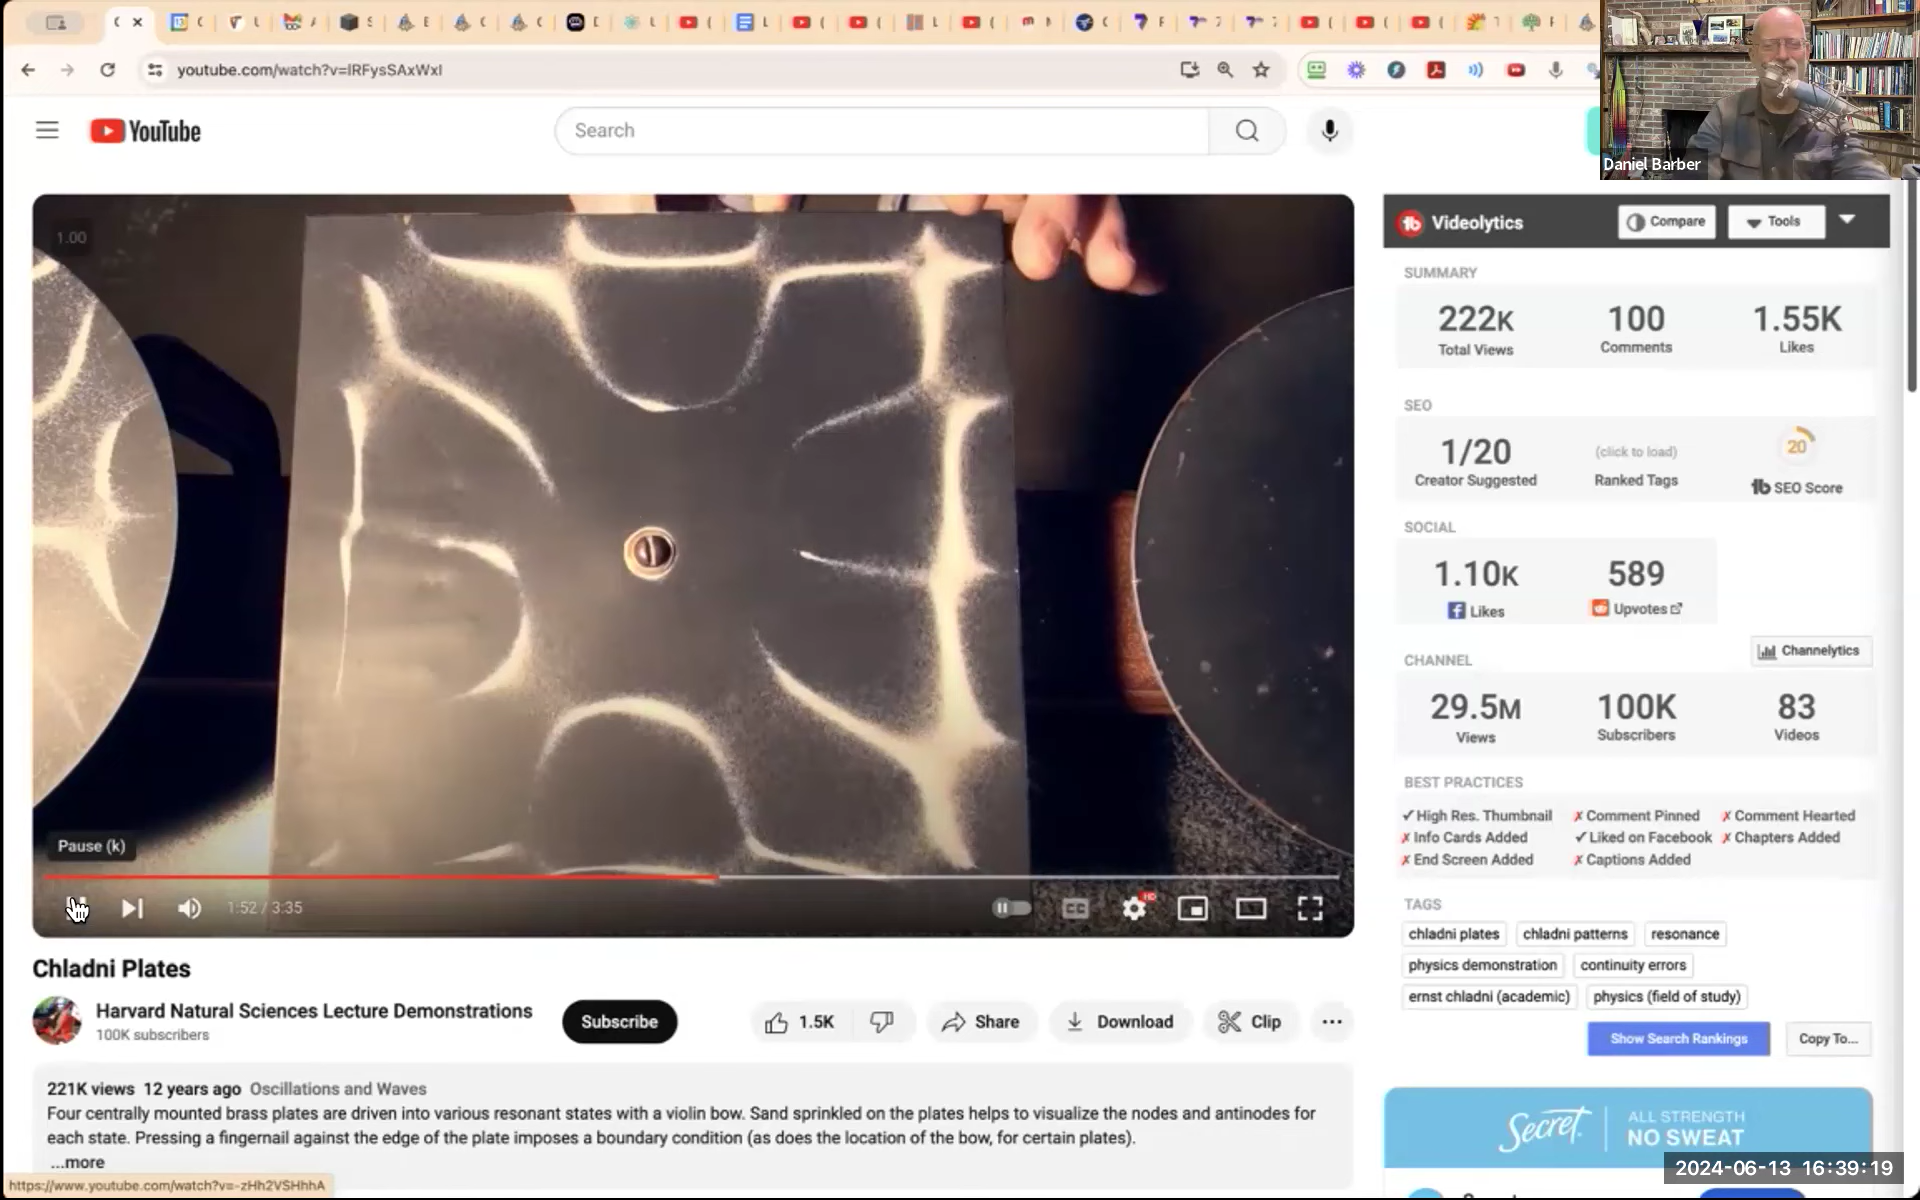 youtube.com/watch?v=IRFysSAxWxI
Daniel Barber
YouTube
Search
1.00
Pause (k)
1:52 / 3:35
CC
HD
Chladni Plates
Harvard Natural Sciences Lecture Demonstrations
100K subscribers
Subscribe
1.5K
Share
Download
Clip
221K views 12 years ago Oscillations and Waves
Four centrally mounted brass plates are driven into various resonant states with a violin bow. Sand sprinkled on the plates helps to visualize the nodes and antinodes for
each state. Pressing a fingernail against the edge of the plate imposes a boundary condition (as does the location of the bow, for certain plates).
...more
https://www.youtube.com/watch?v=-zHh2VSHhhA
Videolytics
Compare
Tools
SUMMARY
222K 100 1.55K
Total Views Comments Likes
SEO
1/20 (click to load) 20
Creator Suggested Ranked Tags SEO Score
SOCIAL
1.10K 589
Likes Upvotes
CHANNEL
Channelytics
29.5M 100K 83
Views Subscribers Videos
BEST PRACTICES
✓ High Res. Thumbnail ✗ Comment Pinned ✗ Comment Hearted
✗ Info Cards Added ✓ Liked on Facebook ✗ Chapters Added
✗ End Screen Added ✗ Captions Added
TAGS
chladni plates chladni patterns resonance
physics demonstration continuity errors
ernst chladni (academic) physics (field of study)
Show Search Rankings Copy To...
Secret. ALL STRENGTH
NO SWEAT
2024-06-13 16:39:19